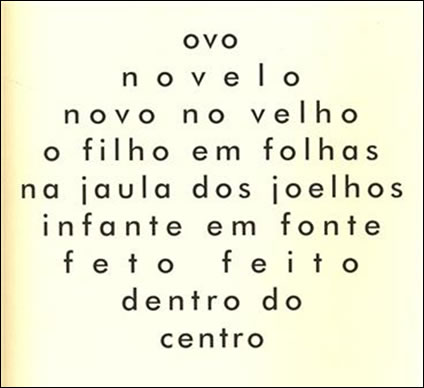 ovo
novelo
novo no velho
o filho em folhas
na jaula dos joelhos
infante em fonte
feto feito
dentro do
centro